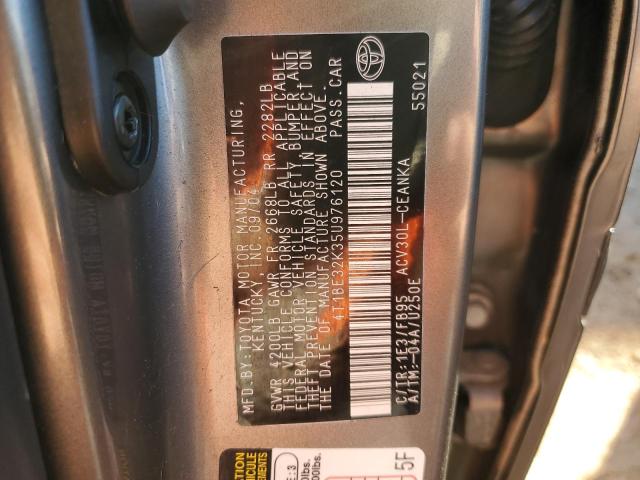 MFD.BY:TOYOTA MOTOR MANUFACTURING,
KENTUCKY, INC. 09/04
GVWR 4200LB GAWR FR 2668LB RR 2282LB
THIS VEHICLE CONFORMS TO ALL APPLICABLE
FEDERAL MOTOR VEHICLE SAFETY, BUMPER AND
THEFT PREVENTION STANDARDS IN EFFECT ON
THE DATE OF MANUFACTURE SHOWN ABOVE.
4T1BE32K35U976120 PASS.CAR
C/TR:1E3/FB95 ACV30L-CEANKA 55021
A/TM:-04A/U250E
5F